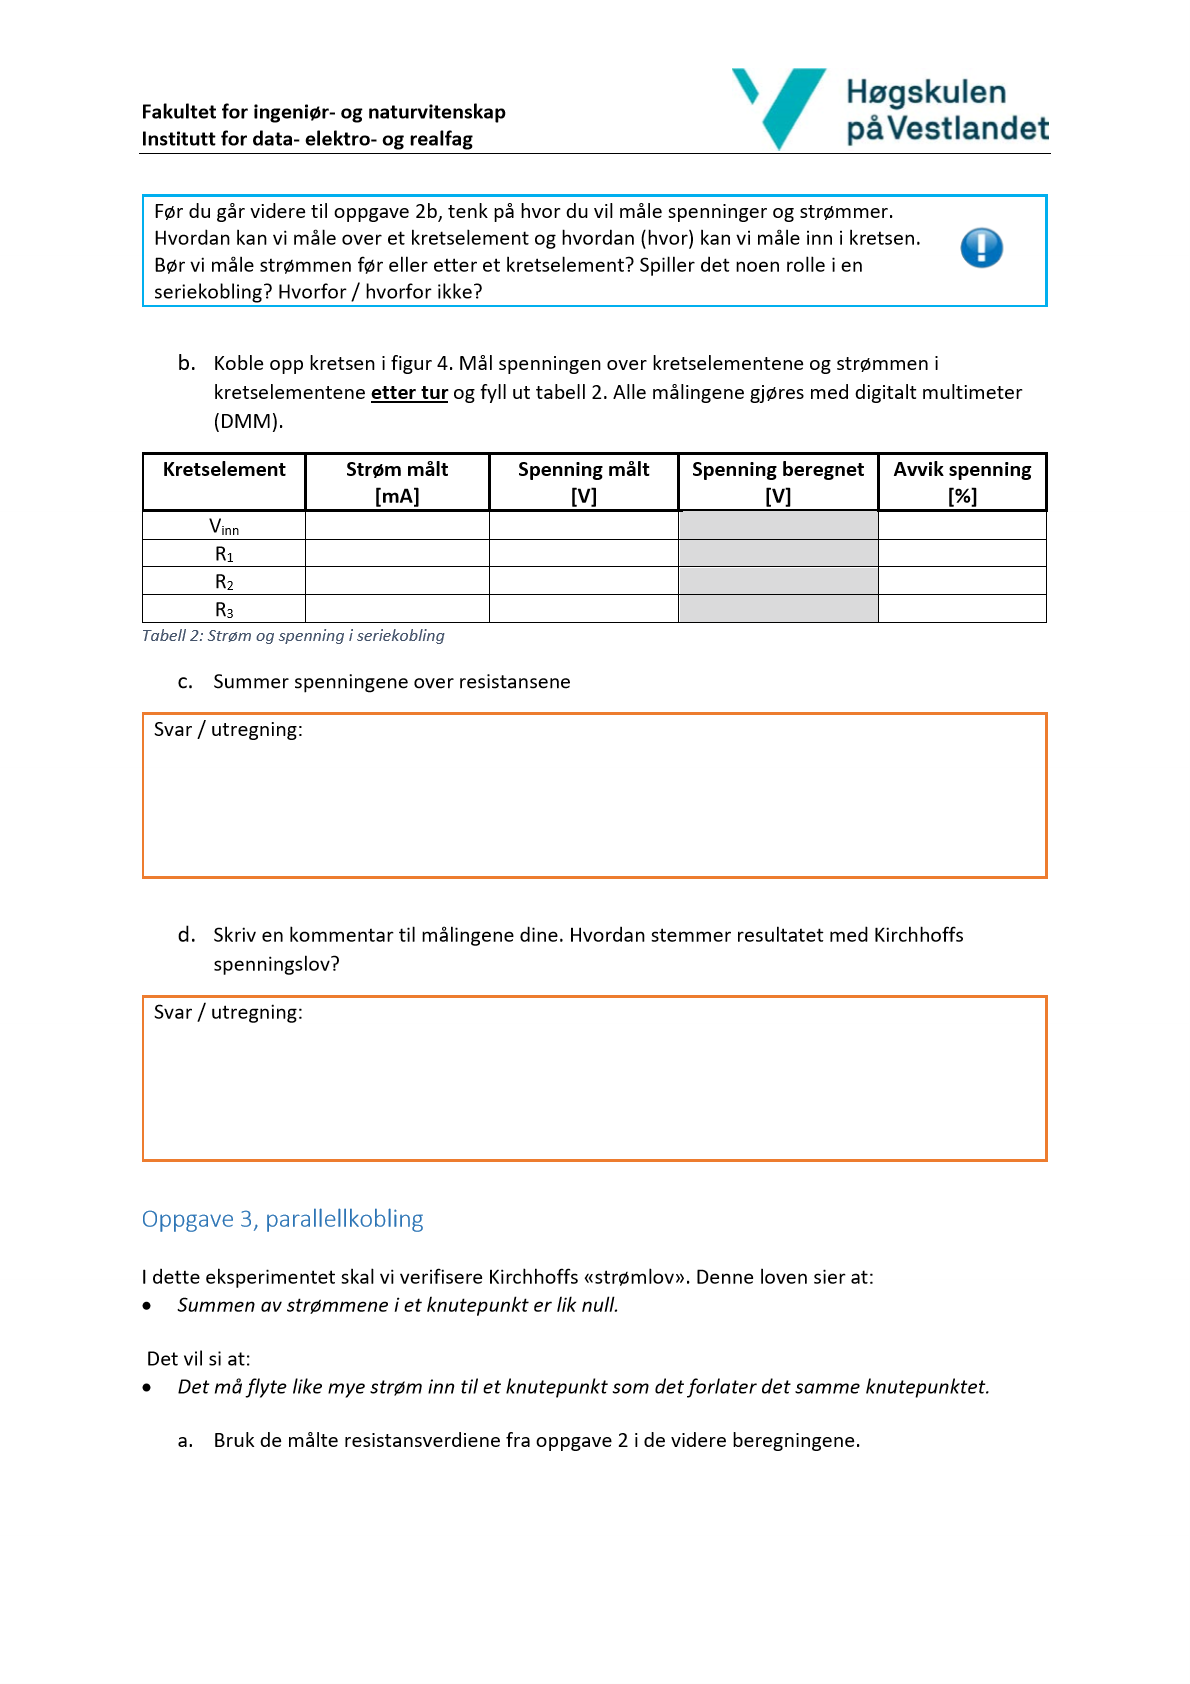 Fakultet for ingeniør- og naturvitenskap
Institutt for data- elektro- og realfag
Høgskulen
på Vestlandet
Før du går videre til oppgave 2b, tenk på hvor du vil måle spenninger og strømmer.
Hvordan kan vi måle over et kretselement og hvordan (hvor) kan vi måle inn i kretsen.
Bør vi måle strømmen før eller etter et kretselement? Spiller det noen rolle i en
seriekobling? Hvorfor / hvorfor ikke?
b. Koble opp kretsen i figur 4. Mål spenningen over kretselementene og strømmen i
kretselementene etter tur og fyll ut tabell 2. Alle målingene gjøres med digitalt multimeter
(DMM).
Kretselement Strøm målt Spenning målt Spenning beregnet Avvik spenning
[mA] [V] [V] [%]
Vinn
R1
R2
R3
Tabell 2: Strøm og spenning i seriekobling
c. Summer spenningene over resistansene
Svar / utregning:
d. Skriv en kommentar til målingene dine. Hvordan stemmer resultatet med Kirchhoffs
spenningslov?
Svar / utregning:
Oppgave 3, parallellkobling
I dette eksperimentet skal vi verifisere Kirchhoffs «strømlov». Denne loven sier at:
• Summen av strømmene i et knutepunkt er lik null.
Det vil si at:
• Det må flyte like mye strøm inn til et knutepunkt som det forlater det samme knutepunktet.
a. Bruk de målte resistansverdiene fra oppgave 2 i de videre beregningene.